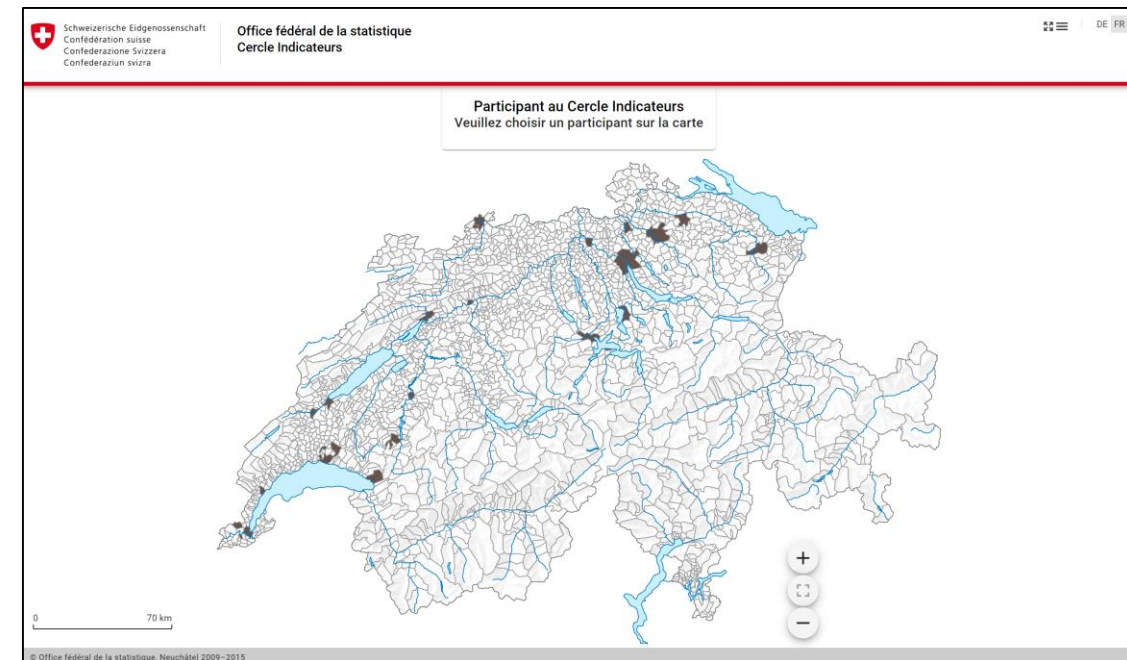 Schweizerische Eidgenossenschaft
Confédération suisse
Confederazione Svizzera
Confederaziun svizra
Office fédéral de la statistique
Cercle Indicateurs
DE FR
Participant au Cercle Indicateurs
Veuillez choisir un participant sur la carte
+
−
0 70 km
© Office fédéral de la statistique, Neuchâtel 2009–2015